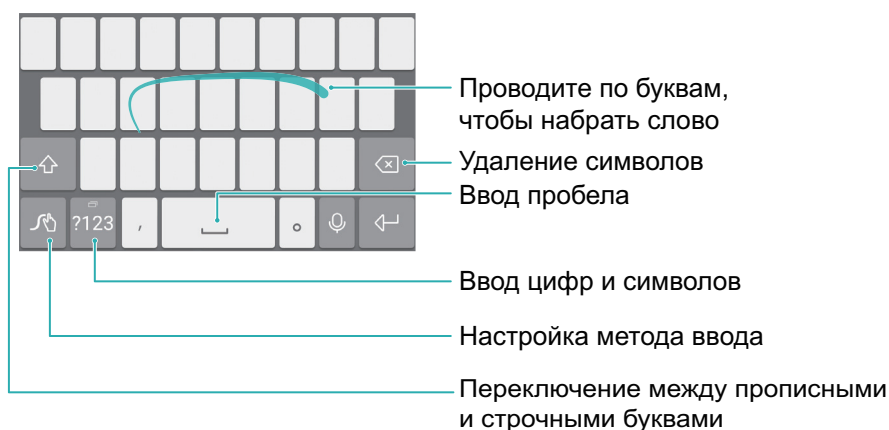 Проводите по буквам,
чтобы набрать слово
Удаление символов
Ввод пробела
?123
,
Ввод цифр и символов
Настройка метода ввода
Переключение между прописными
и строчными буквами